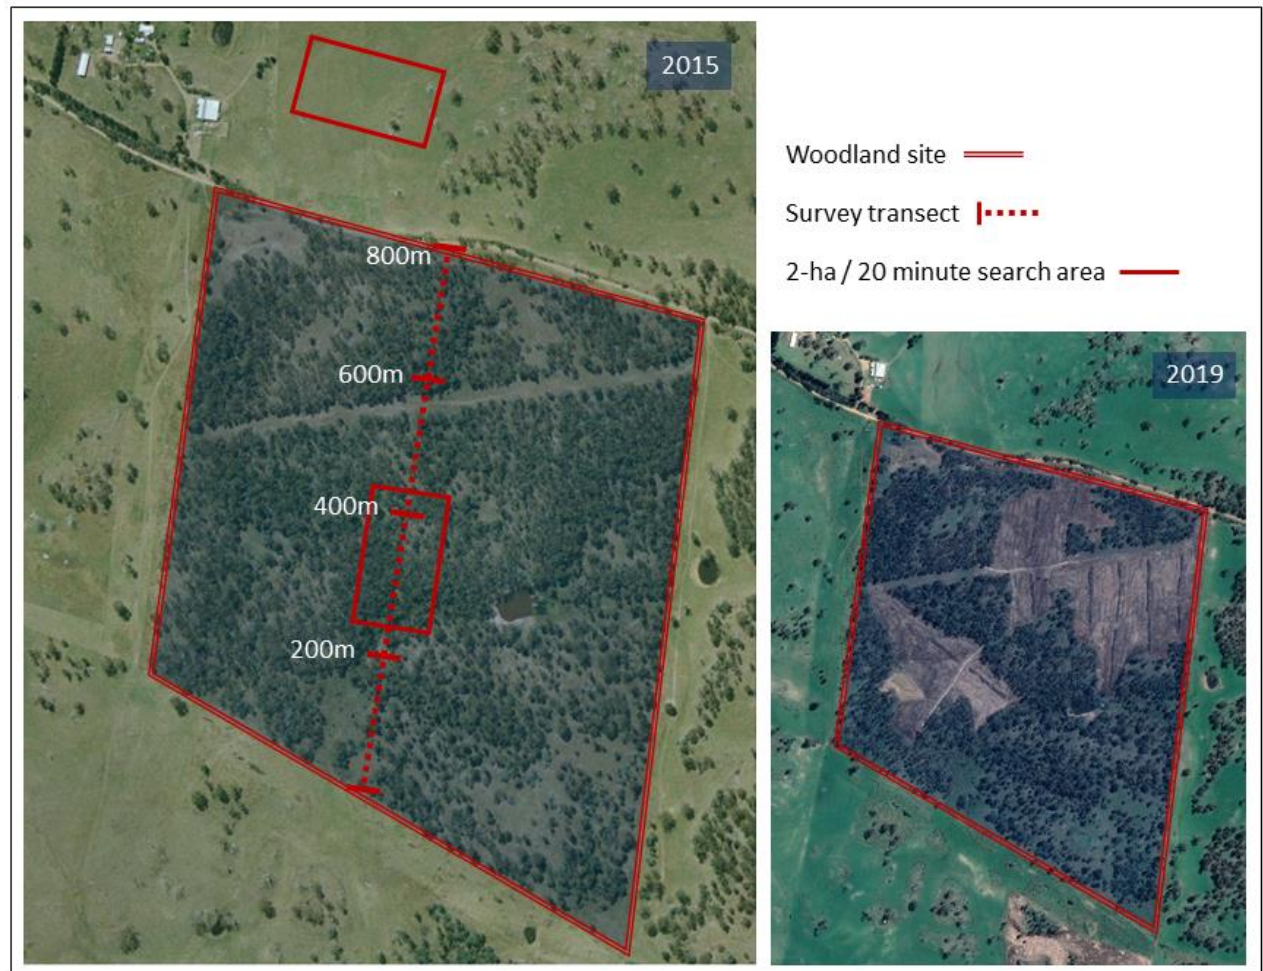 2015
800m
600m
400m
200m
Woodland site
Survey transect
2-ha / 20 minute search area
2019